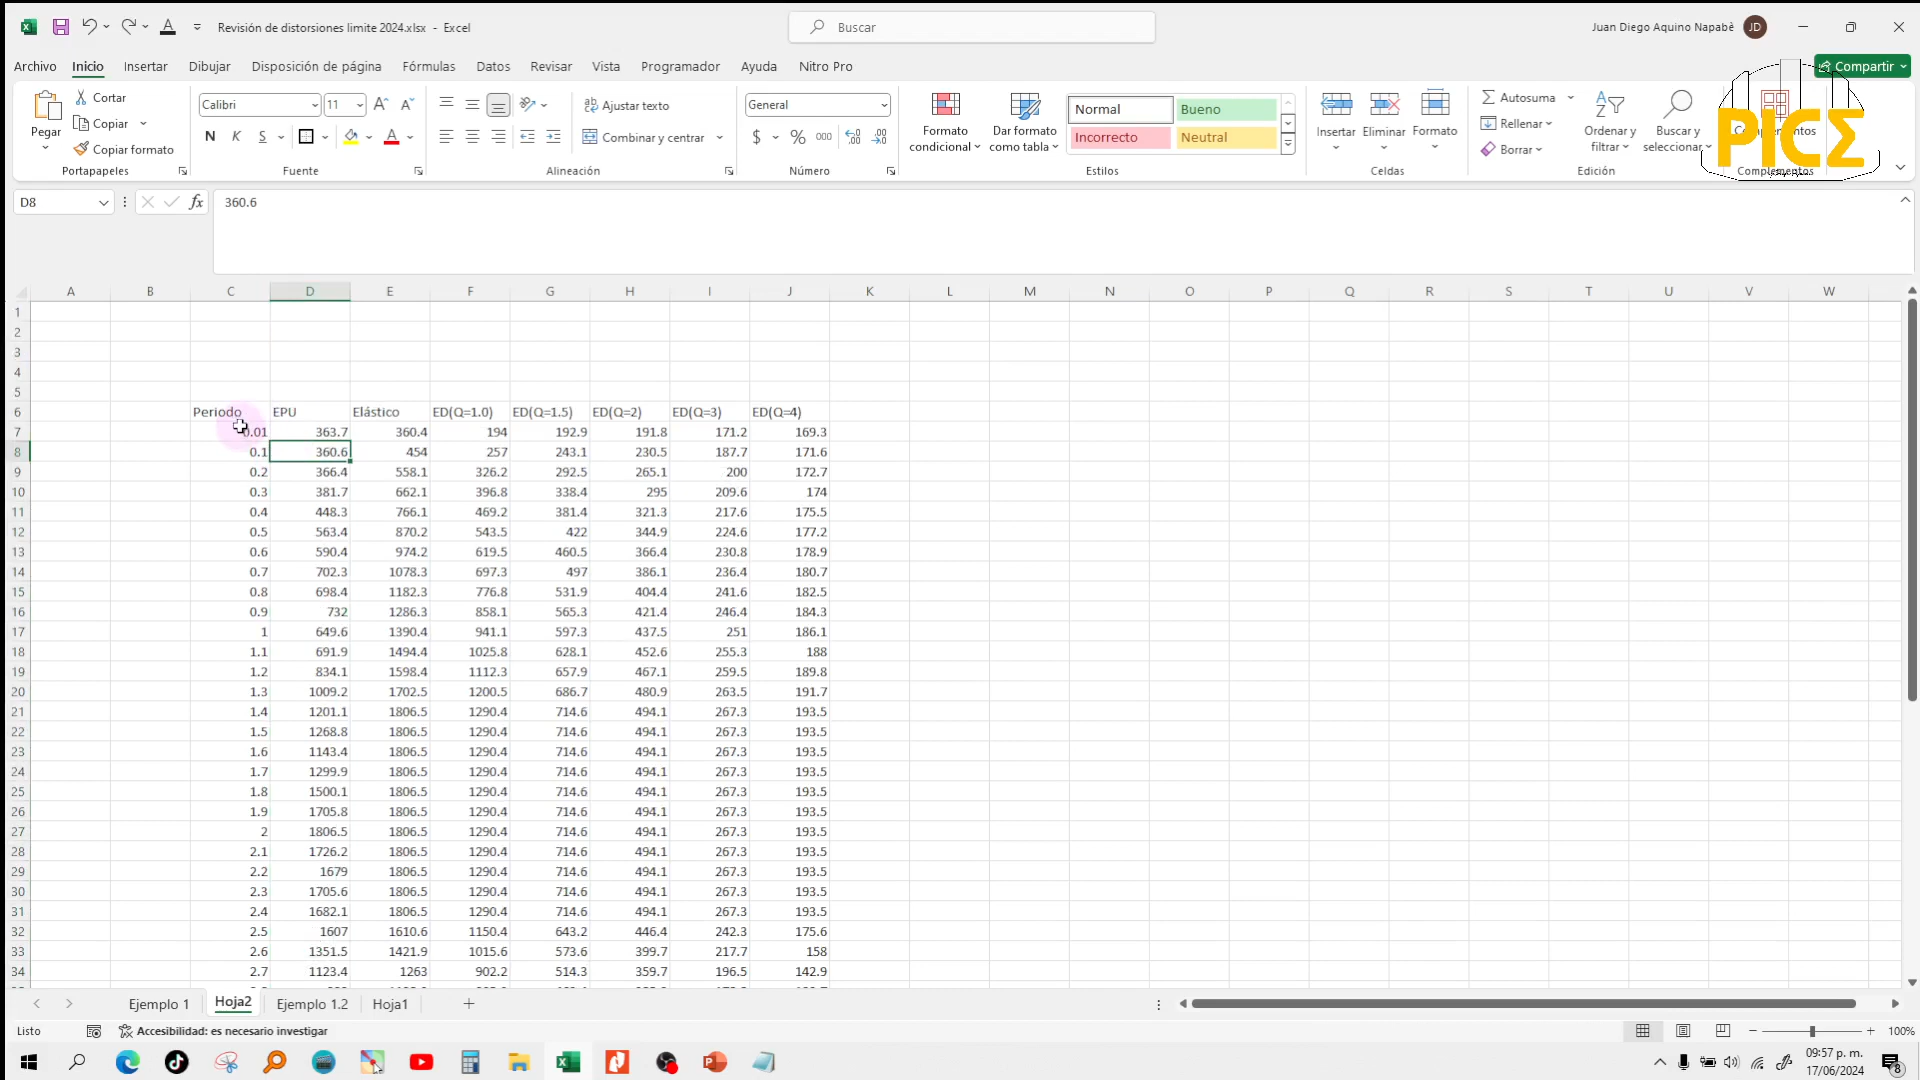 Revisión de distorsiones limite 2024.xlsx - Excel
Buscar
Juan Diego Aquino Napabè JD
Archivo Inicio Insertar Dibujar Disposición de página Fórmulas Datos Revisar Vista Programador Ayuda Nitro Pro
Compartir
Pegar
Cortar
Copiar
Copiar formato
Portapapeles
Calibri 11
N K S
Fuente
Ajustar texto
Combinar y centrar
Alineación
General
$ % 000
Número
Formato condicional
Dar formato como tabla
Normal Bueno
Incorrecto Neutral
Estilos
Insertar Eliminar Formato
Celdas
Autosuma
Rellenar
Borrar
Ordenar y filtrar
Buscar y seleccionar
Edición
Complementos
PICΣ
Complementos
D8
fx
360.6
A B C D E F G H I J K L M N O P Q R S T U V W
1
2
3
4
5
6 Periodo EPU Elástico ED(Q=1.0) ED(Q=1.5) ED(Q=2) ED(Q=3) ED(Q=4)
7 0.01 363.7 360.4 194 192.9 191.8 171.2 169.3
8 0.1 360.6 454 257 243.1 230.5 187.7 171.6
9 0.2 366.4 558.1 326.2 292.5 265.1 200 172.7
10 0.3 381.7 662.1 396.8 338.4 295 209.6 174
11 0.4 448.3 766.1 469.2 381.4 321.3 217.6 175.5
12 0.5 563.4 870.2 543.5 422 344.9 224.6 177.2
13 0.6 590.4 974.2 619.5 460.5 366.4 230.8 178.9
14 0.7 702.3 1078.3 697.3 497 386.1 236.4 180.7
15 0.8 698.4 1182.3 776.8 531.9 404.4 241.6 182.5
16 0.9 732 1286.3 858.1 565.3 421.4 246.4 184.3
17 1 649.6 1390.4 941.1 597.3 437.5 251 186.1
18 1.1 691.9 1494.4 1025.8 628.1 452.6 255.3 188
19 1.2 834.1 1598.4 1112.3 657.9 467.1 259.5 189.8
20 1.3 1009.2 1702.5 1200.5 686.7 480.9 263.5 191.7
21 1.4 1201.1 1806.5 1290.4 714.6 494.1 267.3 193.5
22 1.5 1268.8 1806.5 1290.4 714.6 494.1 267.3 193.5
23 1.6 1143.4 1806.5 1290.4 714.6 494.1 267.3 193.5
24 1.7 1299.9 1806.5 1290.4 714.6 494.1 267.3 193.5
25 1.8 1500.1 1806.5 1290.4 714.6 494.1 267.3 193.5
26 1.9 1705.8 1806.5 1290.4 714.6 494.1 267.3 193.5
27 2 1806.5 1806.5 1290.4 714.6 494.1 267.3 193.5
28 2.1 1726.2 1806.5 1290.4 714.6 494.1 267.3 193.5
29 2.2 1679 1806.5 1290.4 714.6 494.1 267.3 193.5
30 2.3 1705.6 1806.5 1290.4 714.6 494.1 267.3 193.5
31 2.4 1682.1 1806.5 1290.4 714.6 494.1 267.3 193.5
32 2.5 1607 1610.6 1150.4 643.2 446.4 242.3 175.6
33 2.6 1351.5 1421.9 1015.6 573.6 399.7 217.7 158
34 2.7 1123.4 1263 902.2 514.3 359.7 196.5 142.9
Ejemplo 1 Hoja2 Ejemplo 1.2 Hoja1
Listo Accesibilidad: es necesario investigar 100%
09:57 p. m.
17/06/2024
8